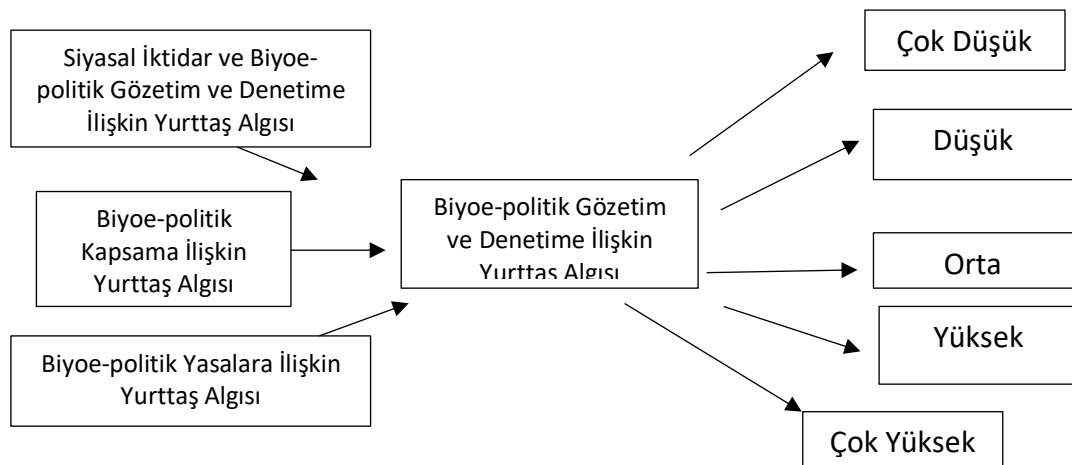 Siyasal İktidar ve Biyoe-
politik Gözetim ve Denetime
İlişkin Yurttaş Algısı
Biyoe-politik
Kapsama İlişkin
Yurttaş Algısı
Biyoe-politik Yasalara İlişkin
Yurttaş Algısı
Biyoe-politik Gözetim
ve Denetime İlişkin
Yurttaş Algısı
Çok Düşük
Düşük
Orta
Yüksek
Çok Yüksek